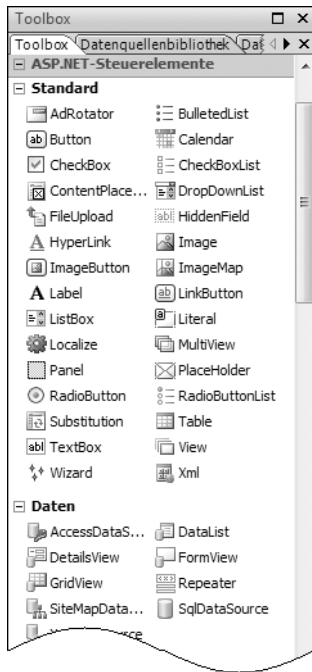 Toolbox
Toolbox Datenquellenbibliothek
ASP.NET-Steuerelemente
Standard
AdRotator BulletedList
Button Calendar
CheckBox CheckBoxList
ContentPlace... DropDownList
FileUpload HiddenField
HyperLink Image
ImageButton ImageMap
Label LinkButton
ListBox Literal
Localize MultiView
Panel PlaceHolder
RadioButton RadioButtonList
Substitution Table
TextBox View
Wizard Xml
Daten
AccessDataS... DataList
DetailsView FormView
GridView Repeater
SiteMapData... SqlDataSource